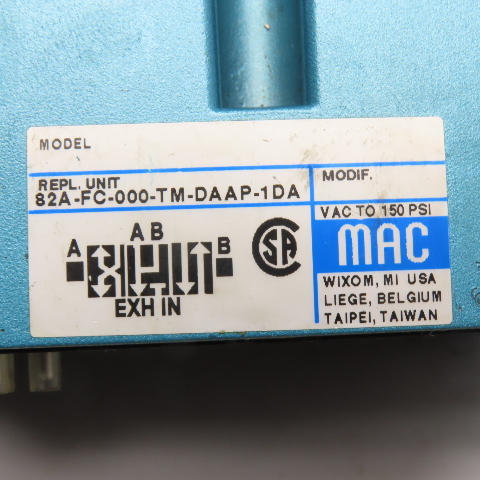 MODEL
REPL. UNIT
82A-FC-000-TM-DAAP-1DA
MODIF.
VAC TO 150 PSI
MAC
WIXOM, MI USA
LIEGE, BELGIUM
TAIPEI, TAIWAN
A B
A B
EXH IN
SA